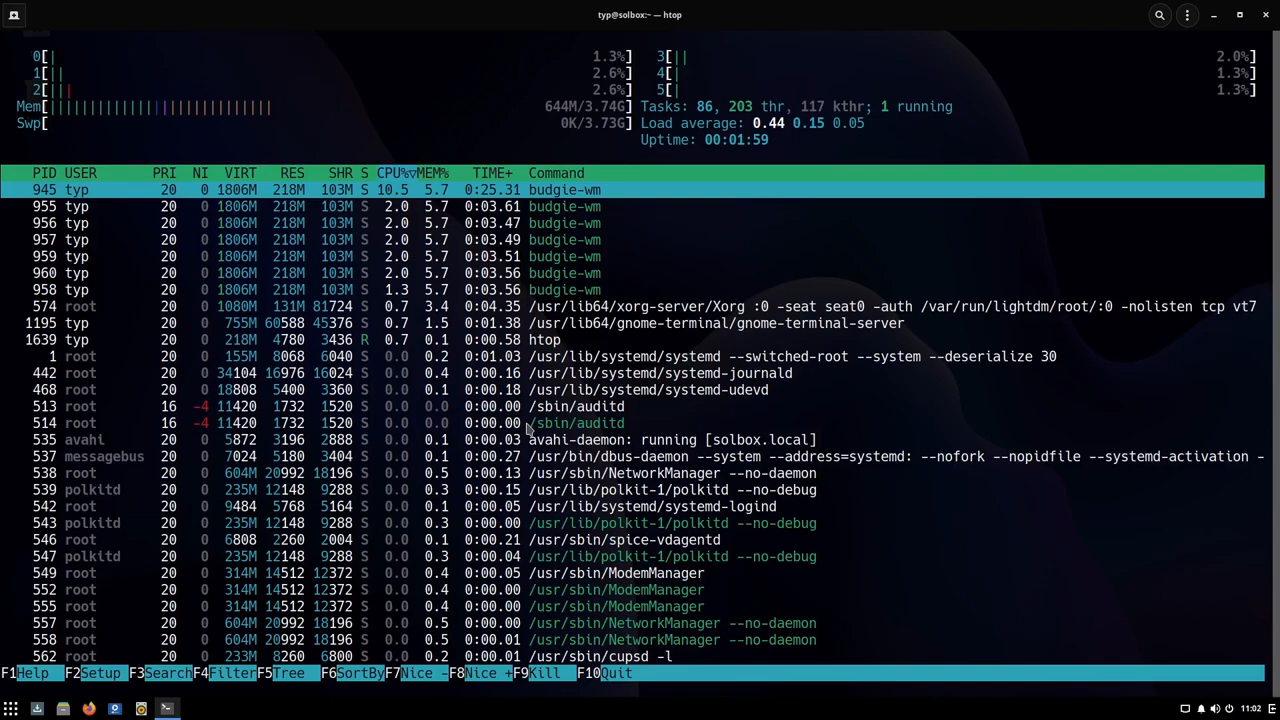 typ@solbox:~ — htop
0[| 1.3%] 3[|| 2.0%]
1[|| 2.6%] 4[| 1.3%]
2[||| 2.6%] 5[| 1.3%]
Mem[||||||||||||||||||||||||||| 644M/3.74G] Tasks: 86, 203 thr, 117 kthr; 1 running
Swp[ 0K/3.73G] Load average: 0.44 0.15 0.05
Uptime: 00:01:59
PID USER PRI NI VIRT RES SHR S CPU%▽MEM% TIME+ Command
945 typ 20 0 1806M 218M 103M S 10.5 5.7 0:25.31 budgie-wm
955 typ 20 0 1806M 218M 103M S 2.0 5.7 0:03.61 budgie-wm
956 typ 20 0 1806M 218M 103M S 2.0 5.7 0:03.47 budgie-wm
957 typ 20 0 1806M 218M 103M S 2.0 5.7 0:03.49 budgie-wm
959 typ 20 0 1806M 218M 103M S 2.0 5.7 0:03.51 budgie-wm
960 typ 20 0 1806M 218M 103M S 2.0 5.7 0:03.56 budgie-wm
958 typ 20 0 1806M 218M 103M S 1.3 5.7 0:03.56 budgie-wm
574 root 20 0 1080M 131M 81724 S 0.7 3.4 0:04.35 /usr/lib64/xorg-server/Xorg :0 -seat seat0 -auth /var/run/lightdm/root/:0 -nolisten tcp vt7
1195 typ 20 0 755M 60588 45376 S 0.7 1.5 0:01.38 /usr/lib64/gnome-terminal/gnome-terminal-server
1639 typ 20 0 218M 4780 3436 R 0.7 0.1 0:00.58 htop
1 root 20 0 155M 8068 6040 S 0.0 0.2 0:01.03 /usr/lib/systemd/systemd --switched-root --system --deserialize 30
442 root 20 0 34104 16976 16024 S 0.0 0.4 0:00.16 /usr/lib/systemd/systemd-journald
468 root 20 0 18808 5400 3360 S 0.0 0.1 0:00.18 /usr/lib/systemd/systemd-udevd
513 root 16 -4 11420 1732 1520 S 0.0 0.0 0:00.00 /sbin/auditd
514 root 16 -4 11420 1732 1520 S 0.0 0.0 0:00.00 /sbin/auditd
535 avahi 20 0 5872 3196 2888 S 0.0 0.1 0:00.03 avahi-daemon: running [solbox.local]
537 messagebus 20 0 7024 5180 3404 S 0.0 0.1 0:00.27 /usr/bin/dbus-daemon --system --address=systemd: --nofork --nopidfile --systemd-activation -
538 root 20 0 604M 20992 18196 S 0.0 0.5 0:00.13 /usr/sbin/NetworkManager --no-daemon
539 polkitd 20 0 235M 12148 9288 S 0.0 0.3 0:00.15 /usr/lib/polkit-1/polkitd --no-debug
542 root 20 0 9484 5768 5164 S 0.0 0.1 0:00.05 /usr/lib/systemd/systemd-logind
543 polkitd 20 0 235M 12148 9288 S 0.0 0.3 0:00.00 /usr/lib/polkit-1/polkitd --no-debug
546 root 20 0 6808 2260 2004 S 0.0 0.1 0:00.21 /usr/sbin/spice-vdagentd
547 polkitd 20 0 235M 12148 9288 S 0.0 0.3 0:00.04 /usr/lib/polkit-1/polkitd --no-debug
549 root 20 0 314M 14512 12372 S 0.0 0.4 0:00.05 /usr/sbin/ModemManager
552 root 20 0 314M 14512 12372 S 0.0 0.4 0:00.00 /usr/sbin/ModemManager
555 root 20 0 314M 14512 12372 S 0.0 0.4 0:00.00 /usr/sbin/ModemManager
557 root 20 0 604M 20992 18196 S 0.0 0.5 0:00.00 /usr/sbin/NetworkManager --no-daemon
558 root 20 0 604M 20992 18196 S 0.0 0.5 0:00.01 /usr/sbin/NetworkManager --no-daemon
562 root 20 0 233M 8260 6800 S 0.0 0.2 0:00.01 /usr/sbin/cupsd -l
F1Help F2Setup F3SearchF4FilterF5Tree F6SortByF7Nice -F8Nice +F9Kill F10Quit
11:02